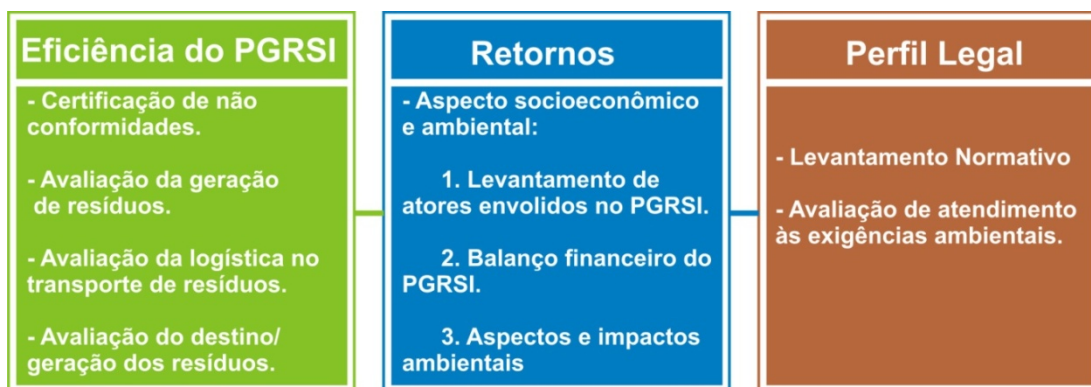 Eficiência do PGRSI
- Certificação de não
conformidades.
- Avaliação da geração
de resíduos.
- Avaliação da logística no
transporte de resíduos.
- Avaliação do destino/
geração dos resíduos.
Retornos
- Aspecto socioeconômico
e ambiental:
1. Levantamento de
atores envolidos no PGRSI.
2. Balanço financeiro do
PGRSI.
3. Aspectos e impactos
ambientais
Perfil Legal
- Levantamento Normativo
- Avaliação de atendimento
às exigências ambientais.